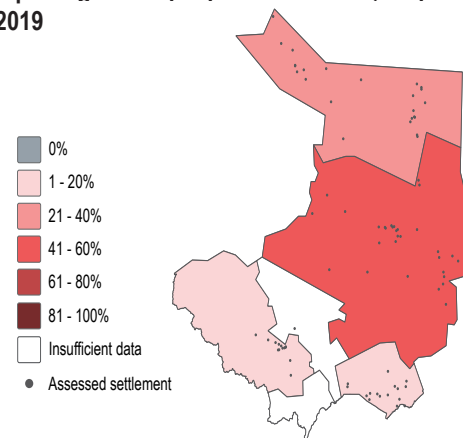 2019
0%
1 - 20%
21 - 40%
41 - 60%
61 - 80%
81 - 100%
Insufficient data
Assessed settlement